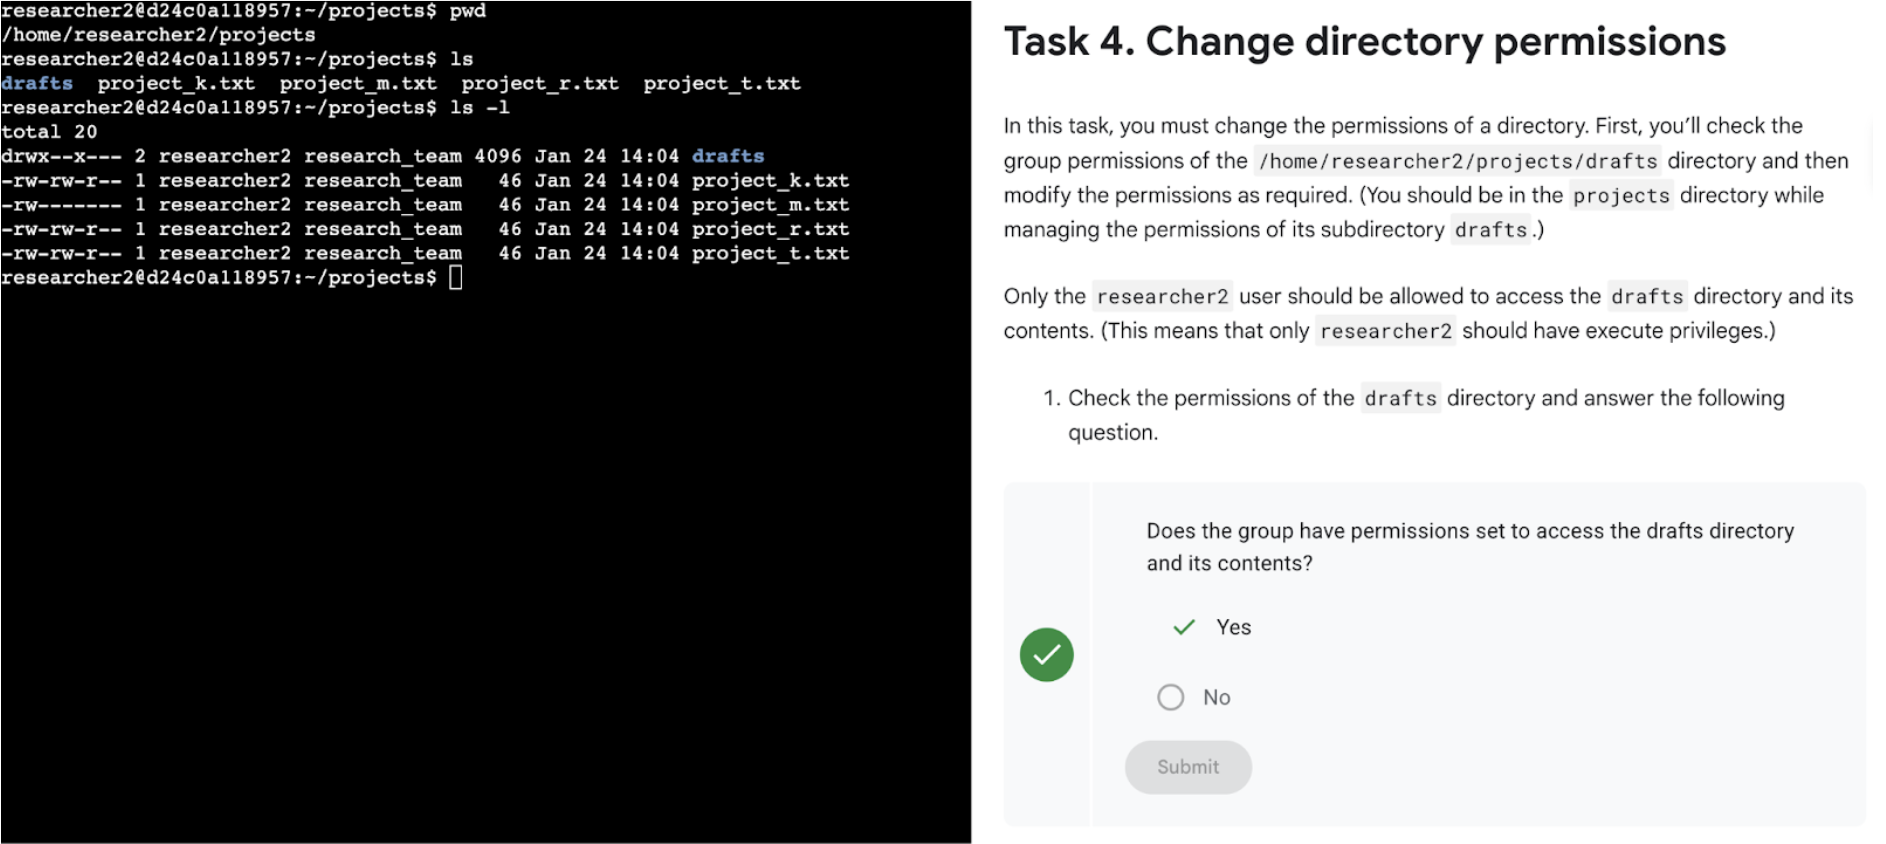 researcher2@d24c0a118957:~/projects$ pwd
/home/researcher2/projects
researcher2@d24c0a118957:~/projects$ ls
drafts  project_k.txt  project_m.txt  project_r.txt  project_t.txt
researcher2@d24c0a118957:~/projects$ ls -l
total 20
drwx--x--- 2 researcher2 research_team 4096 Jan 24 14:04 drafts
-rw-rw-r-- 1 researcher2 research_team   46 Jan 24 14:04 project_k.txt
-rw------- 1 researcher2 research_team   46 Jan 24 14:04 project_m.txt
-rw-rw-r-- 1 researcher2 research_team   46 Jan 24 14:04 project_r.txt
-rw-rw-r-- 1 researcher2 research_team   46 Jan 24 14:04 project_t.txt
researcher2@d24c0a118957:~/projects$
Task 4. Change directory permissions
In this task, you must change the permissions of a directory. First, you’ll check the
group permissions of the /home/researcher2/projects/drafts directory and then
modify the permissions as required. (You should be in the projects directory while
managing the permissions of its subdirectory drafts.)
Only the researcher2 user should be allowed to access the drafts directory and its
contents. (This means that only researcher2 should have execute privileges.)
1. Check the permissions of the drafts directory and answer the following
question.
Does the group have permissions set to access the drafts directory
and its contents?
Yes
No
Submit